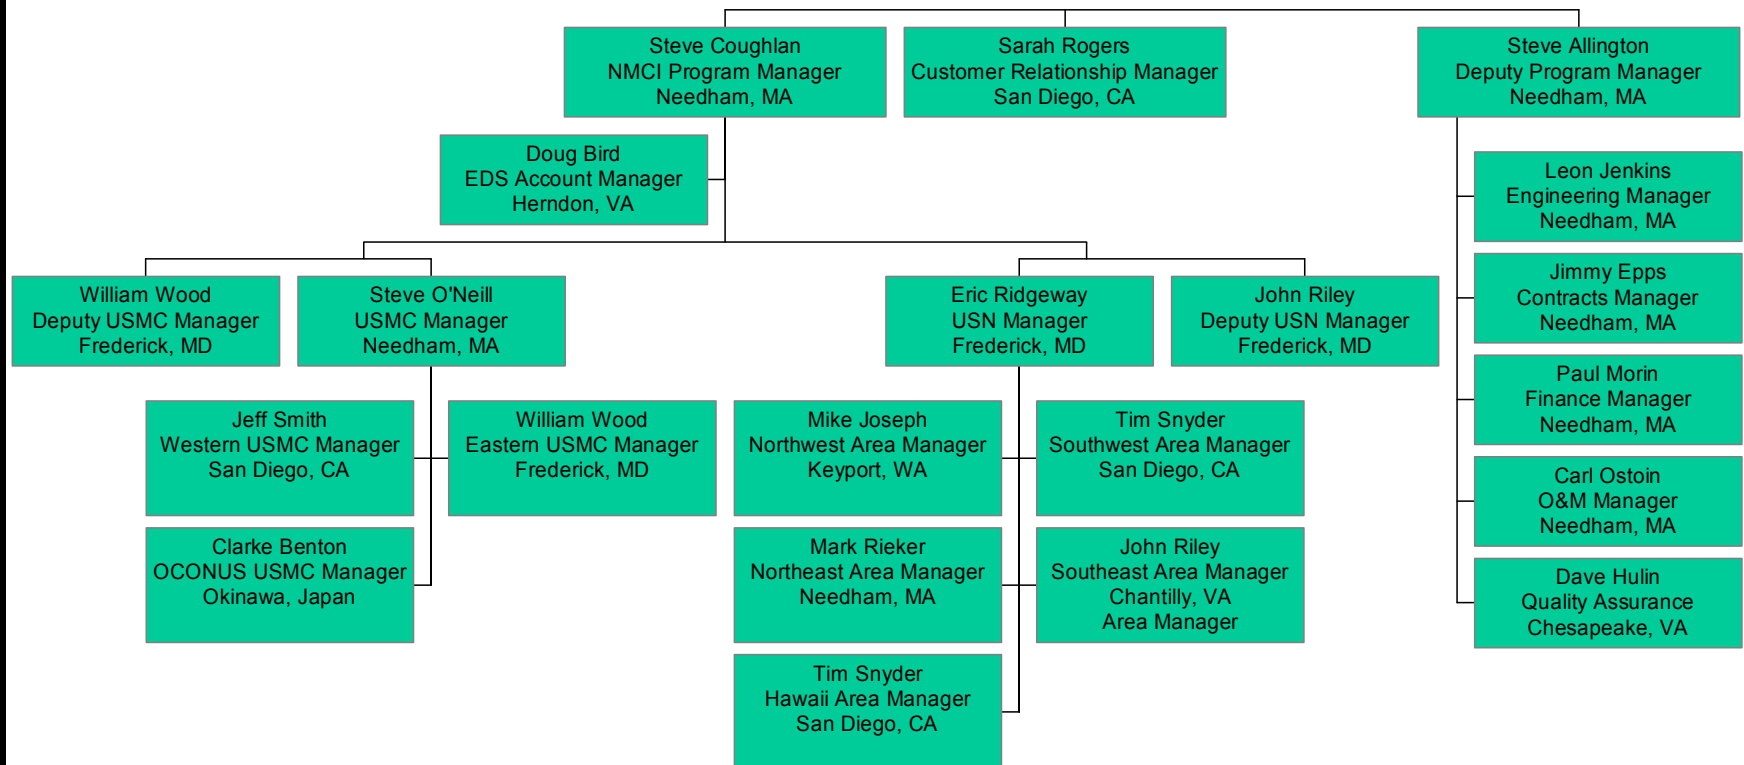 Steve Coughlan
NMCI Program Manager
Needham, MA
Sarah Rogers
Customer Relationship Manager
San Diego, CA
Steve Allington
Deputy Program Manager
Needham, MA
Doug Bird
EDS Account Manager
Herndon, VA
William Wood
Deputy USMC Manager
Frederick, MD
Steve O'Neill
USMC Manager
Needham, MA
Eric Ridgeway
USN Manager
Frederick, MD
John Riley
Deputy USN Manager
Frederick, MD
Jeff Smith
Western USMC Manager
San Diego, CA
William Wood
Eastern USMC Manager
Frederick, MD
Clarke Benton
OCONUS USMC Manager
Okinawa, Japan
Mike Joseph
Northwest Area Manager
Keyport, WA
Tim Snyder
Southwest Area Manager
San Diego, CA
Mark Rieker
Northeast Area Manager
Needham, MA
John Riley
Southeast Area Manager
Chantilly, VA
Area Manager
Tim Snyder
Hawaii Area Manager
San Diego, CA
Leon Jenkins
Engineering Manager
Needham, MA
Jimmy Epps
Contracts Manager
Needham, MA
Paul Morin
Finance Manager
Needham, MA
Carl Ostoin
O&M Manager
Needham, MA
Dave Hulin
Quality Assurance
Chesapeake, VA